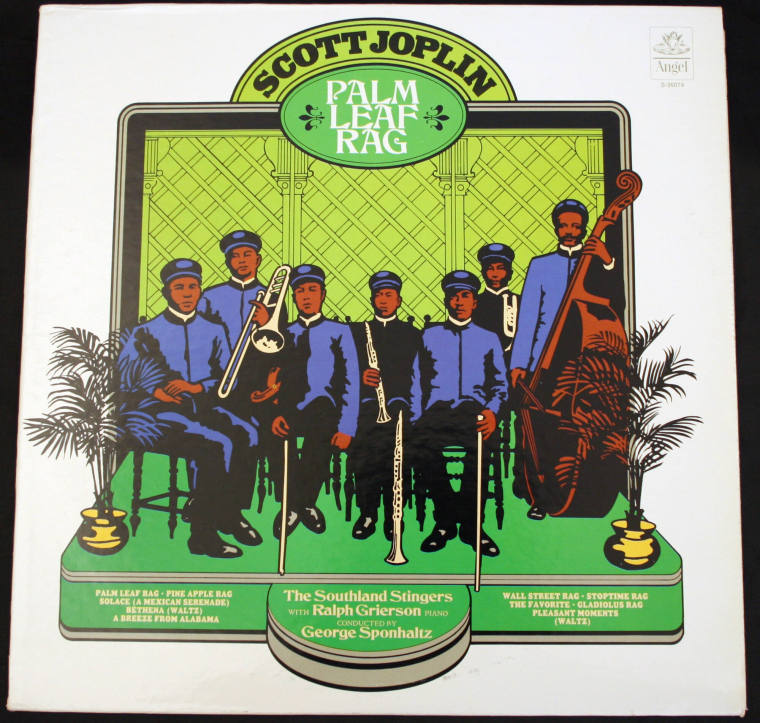 SCOTT JOPLIN
PALM
LEAF
RAG
Angel
S-36074
PALM LEAF RAG • PINE APPLE RAG
SOLACE (A MEXICAN SERENADE)
BETHENA (WALTZ)
A BREEZE FROM ALABAMA
The Southland Stingers
WITH Ralph Grierson PIANO
CONDUCTED BY
George Sponhaltz
WALL STREET RAG • STOPTIME RAG
THE FAVORITE • GLADIOLUS RAG
PLEASANT MOMENTS
(WALTZ)